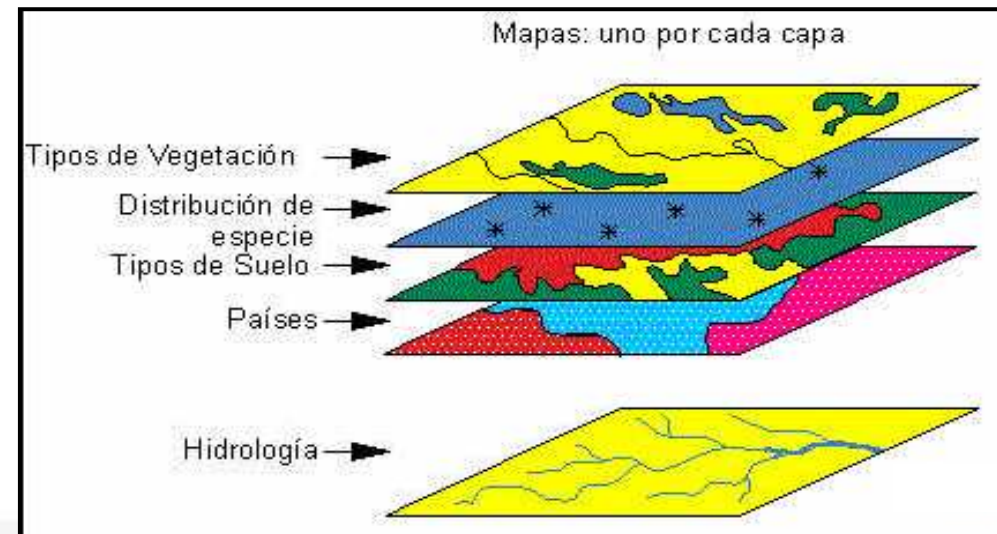 Mapas: uno por cada capa
Tipos de Vegetación
Distribución de
especie
Tipos de Suelo
Países
Hidrología